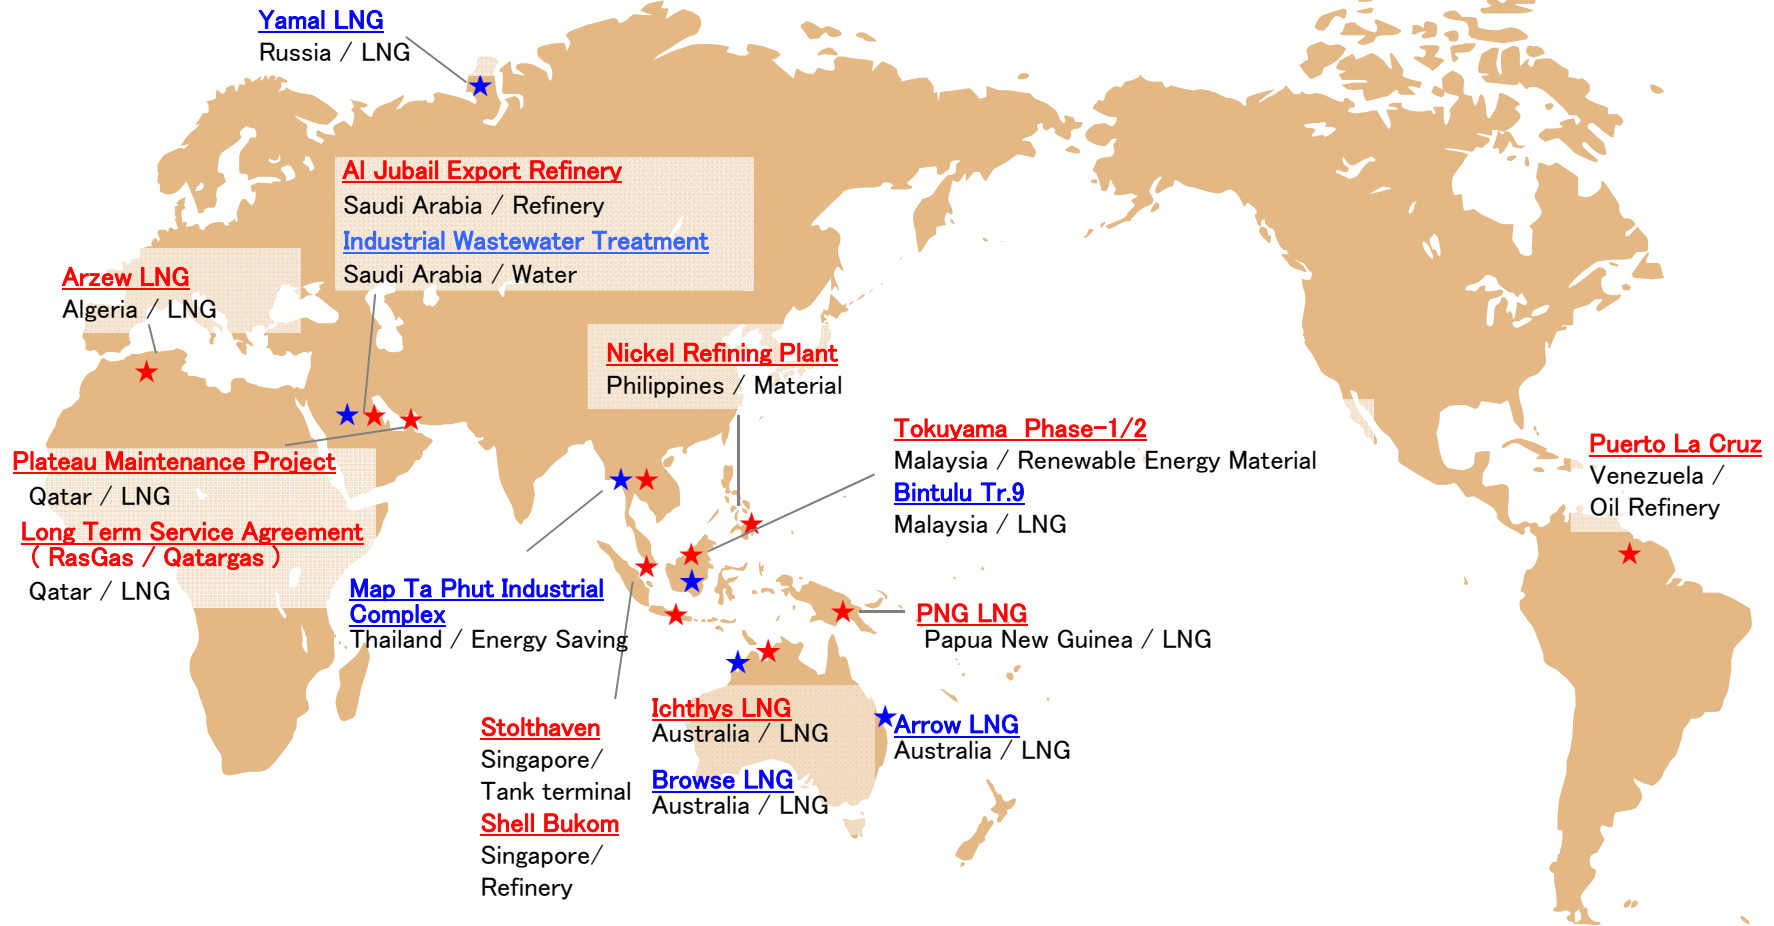 Yamal LNG
Russia / LNG
Al Jubail Export Refinery
Saudi Arabia / Refinery
Industrial Wastewater Treatment
Saudi Arabia / Water
Arzew LNG
Algeria / LNG
Nickel Refining Plant
Philippines / Material
Tokuyama Phase-1/2
Malaysia / Renewable Energy Material
Bintulu Tr.9
Malaysia / LNG
Puerto La Cruz
Venezuela /
Oil Refinery
Plateau Maintenance Project
Qatar / LNG
Long Term Service Agreement
( RasGas / Qatargas )
Qatar / LNG
Map Ta Phut Industrial
Complex
Thailand / Energy Saving
PNG LNG
Papua New Guinea / LNG
Stolthaven
Singapore/
Tank terminal
Shell Bukom
Singapore/
Refinery
Ichthys LNG
Australia / LNG
Browse LNG
Australia / LNG
Arrow LNG
Australia / LNG